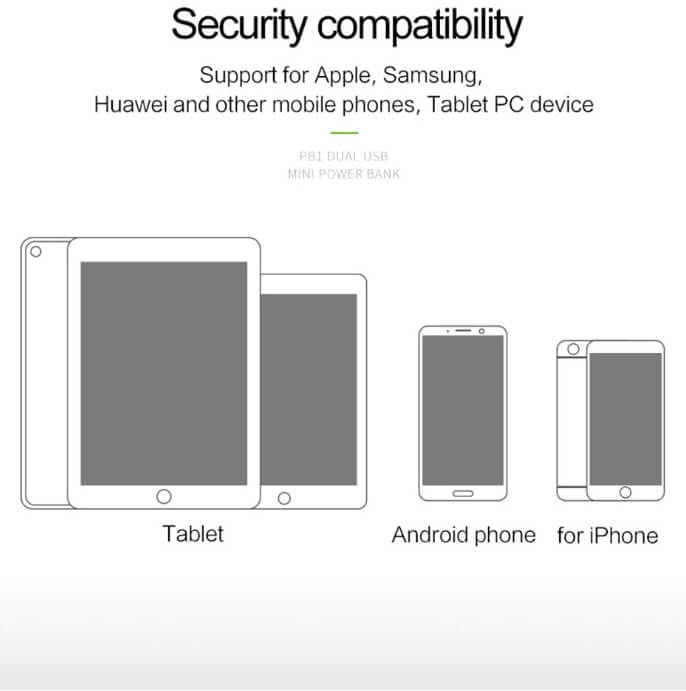 Security compatibility
Support for Apple, Samsung,
Huawei and other mobile phones, Tablet PC device
PB1 DUAL USB
MINI POWER BANK
Tablet
Android phone
for iPhone